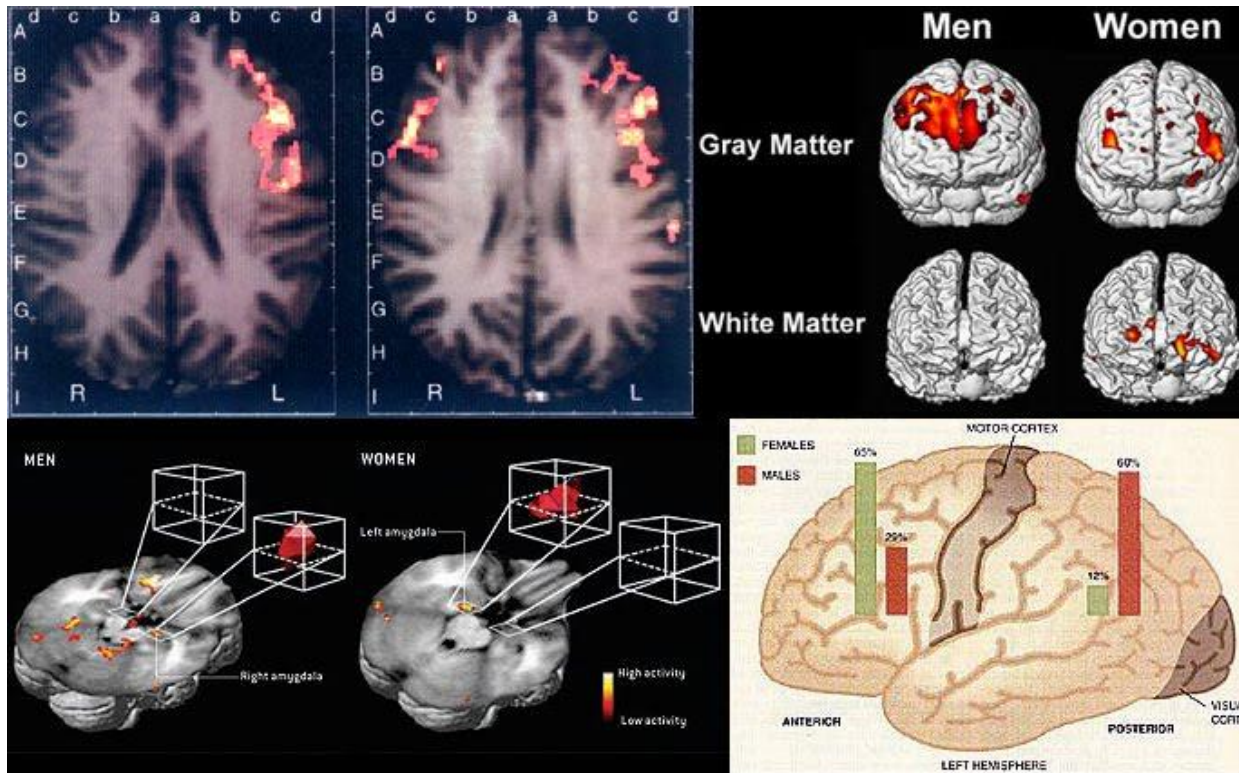 d c b a a b c d
A
B
C
D
E
F
G
H
I
R L
d c b a a b c d
A
B
C
D
E
F
G
H
I
R L
Men Women
Gray Matter
White Matter
MEN
WOMEN
Left amygdala
Right amygdala
High activity
Low activity
FEMALES
MALES
MOTOR CORTEX
65%
29%
60%
12%
ANTERIOR
POSTERIOR
LEFT HEMISPHERE